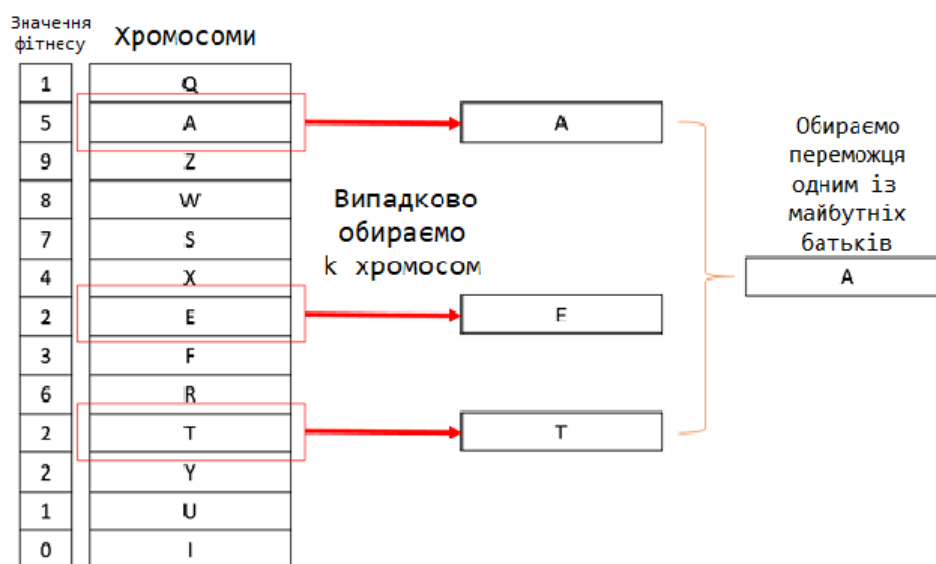 Значення
фітнесу
Хромосоми
1 Q
5 A
9 Z
8 W
7 S
4 X
2 E
3 F
6 R
2 T
2 Y
1 U
0 I
Випадково
обираємо
k хромосом
A
E
T
Обираємо
переможця
одним із
майбутніх
батьків
A